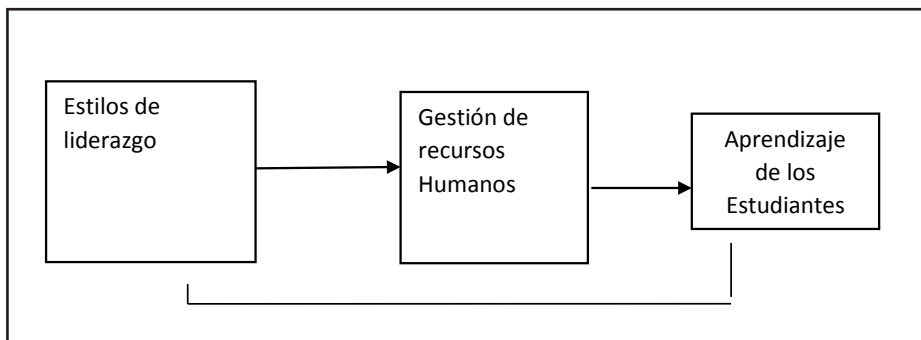 Estilos de
liderazgo
Gestión de
recursos
Humanos
Aprendizaje
de los
Estudiantes